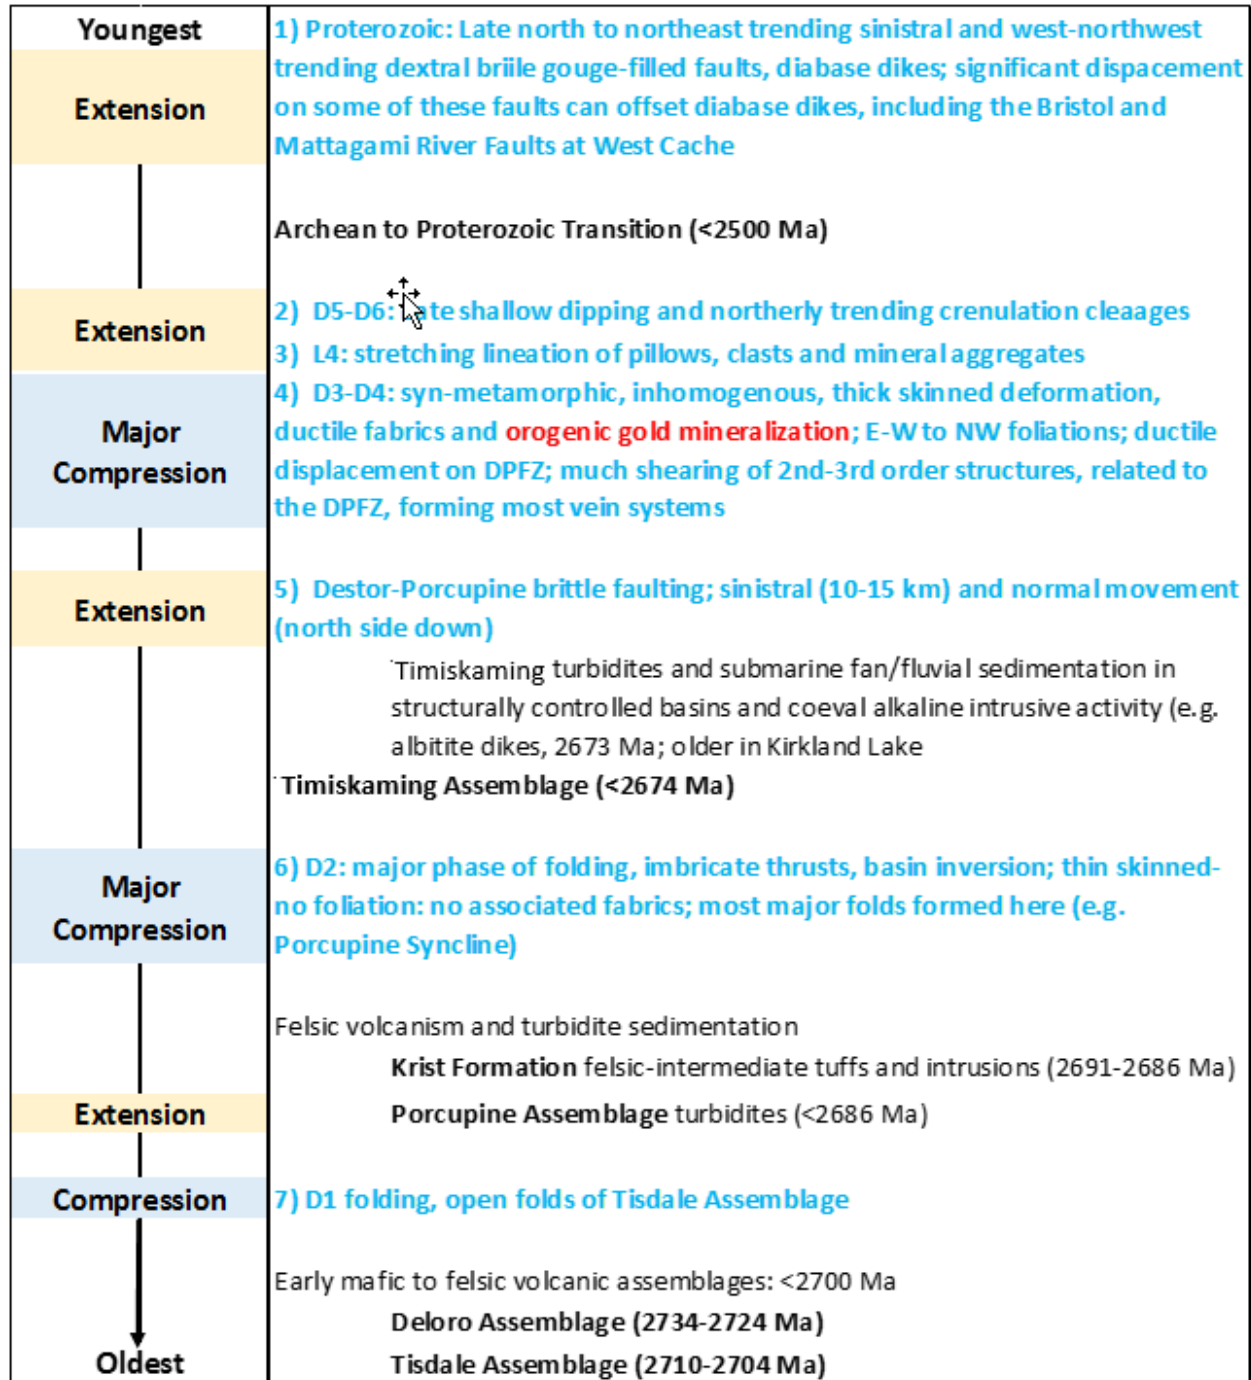 Youngest
1) Proterozoic: Late north to northeast trending sinistral and west-northwest
trending dextral briile gouge-filled faults, diabase dikes; significant dispacement
Extension
on some of these faults can offset diabase dikes, including the Bristol and
Mattagami River Faults at West Cache
Archean to Proterozoic Transition (<2500 Ma)
Extension
2) D5-D6: shallow dipping and northerly trending crenulation cleaages
3) L4: stretching lineation of pillows, clasts and mineral aggregates
Major
Compression
4) D3-D4: syn-metamorphic, inhomogenous, thick skinned deformation,
ductile fabrics and orogenic gold mineralization; E-W to NW foliations; ductile
displacement on DPFZ; much shearing of 2nd-3rd order structures, related to
the DPFZ, forming most vein systems
Extension
5) Destor-Porcupine brittle faulting; sinistral (10-15 km) and normal movement
(north side down)
Timiskaming turbidites and submarine fan/fluvial sedimentation in
structurally controlled basins and coeval alkaline intrusive activity (e.g.
albitite dikes, 2673 Ma; older in Kirkland Lake
Timiskaming Assemblage (<2674 Ma)
Major
Compression
6) D2: major phase of folding, imbricate thrusts, basin inversion; thin skinned-
no foliation: no associated fabrics; most major folds formed here (e.g.
Porcupine Syncline)
Felsic volcanism and turbidite sedimentation
Krist Formation felsic-intermediate tuffs and intrusions (2691-2686 Ma)
Extension
Porcupine Assemblage turbidites (<2686 Ma)
Compression
7) D1 folding, open folds of Tisdale Assemblage
Early mafic to felsic volcanic assemblages: <2700 Ma
Deloro Assemblage (2734-2724 Ma)
Oldest
Tisdale Assemblage (2710-2704 Ma)